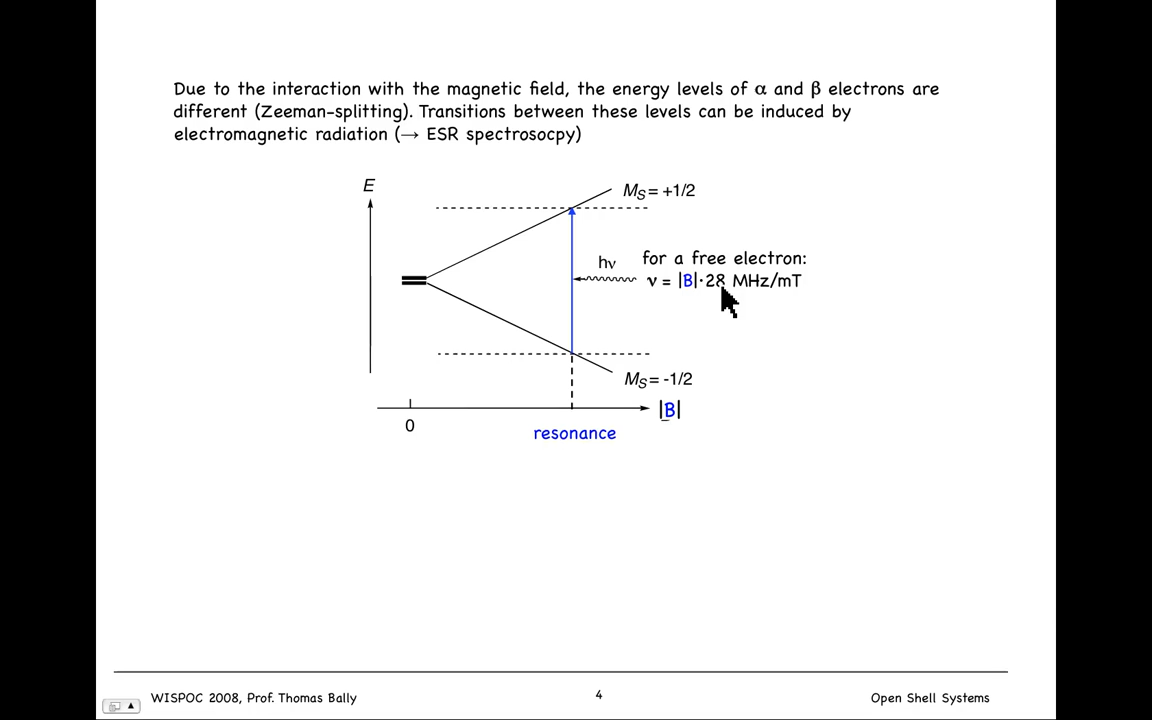 Due to the interaction with the magnetic field, the energy levels of α and β electrons are
different (Zeeman-splitting). Transitions between these levels can be induced by
electromagnetic radiation (→ ESR spectrosocpy)
E
MS= +1/2
hν
for a free electron:
ν = |B|·28 MHz/mT
MS= -1/2
|B|
0
resonance
WISPOC 2008, Prof. Thomas Bally
4
Open Shell Systems